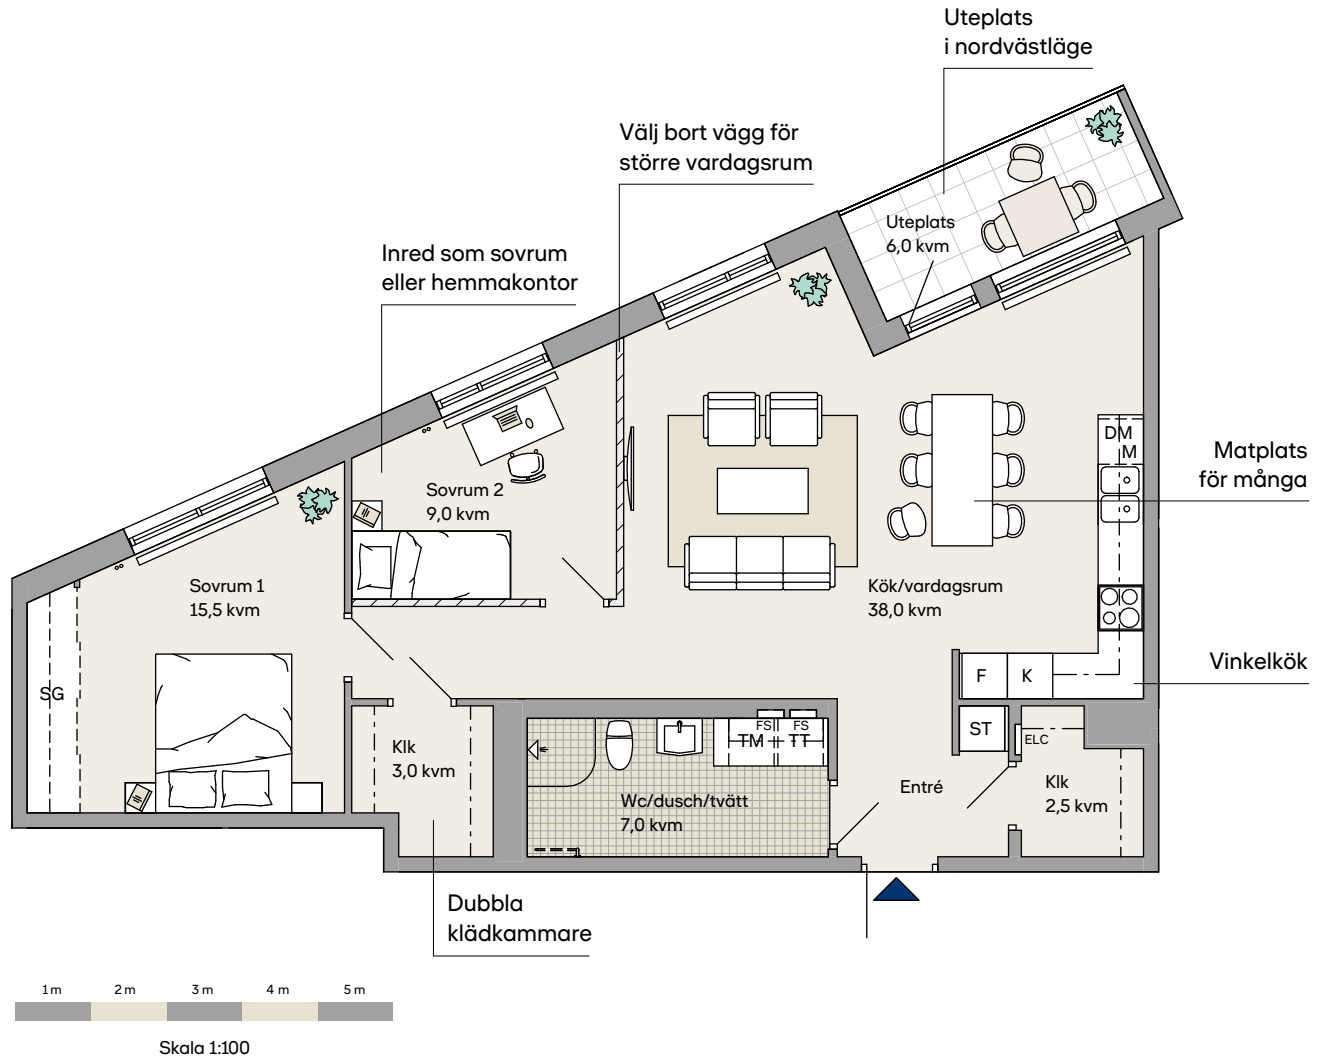 Uteplats
i nordvästläge
Välj bort vägg för
större vardagsrum
Uteplats
6,0 kvm
Inred som sovrum
eller hemmakontor
DM
M
Matplats
för många
Sovrum 2
9,0 kvm
Sovrum 1
15,5 kvm
Kök/vardagsrum
38,0 kvm
Vinkelkök
F
K
SG
FS
FS
TM
TT
ST
ELC
Klk
3,0 kvm
Wc/dusch/tvätt
7,0 kvm
Entré
Klk
2,5 kvm
Dubbla
klädkammare
1 m
2 m
3 m
4 m
5 m
Skala 1:100